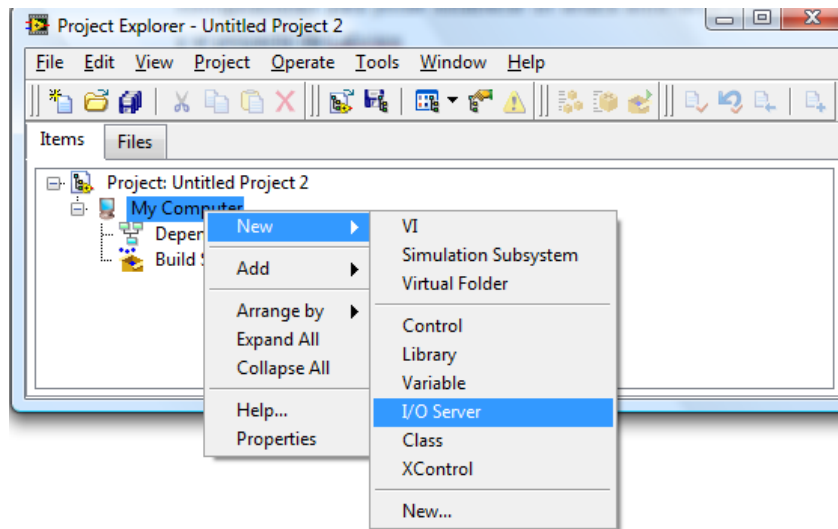 Project Explorer - Untitled Project 2
File Edit View Project Operate Tools Window Help
Items Files
Project: Untitled Project 2
My Computer
New
Add
Arrange by
Expand All
Collapse All
Help...
Properties
VI
Simulation Subsystem
Virtual Folder
Control
Library
Variable
I/O Server
Class
XControl
New...
Depen
Build S